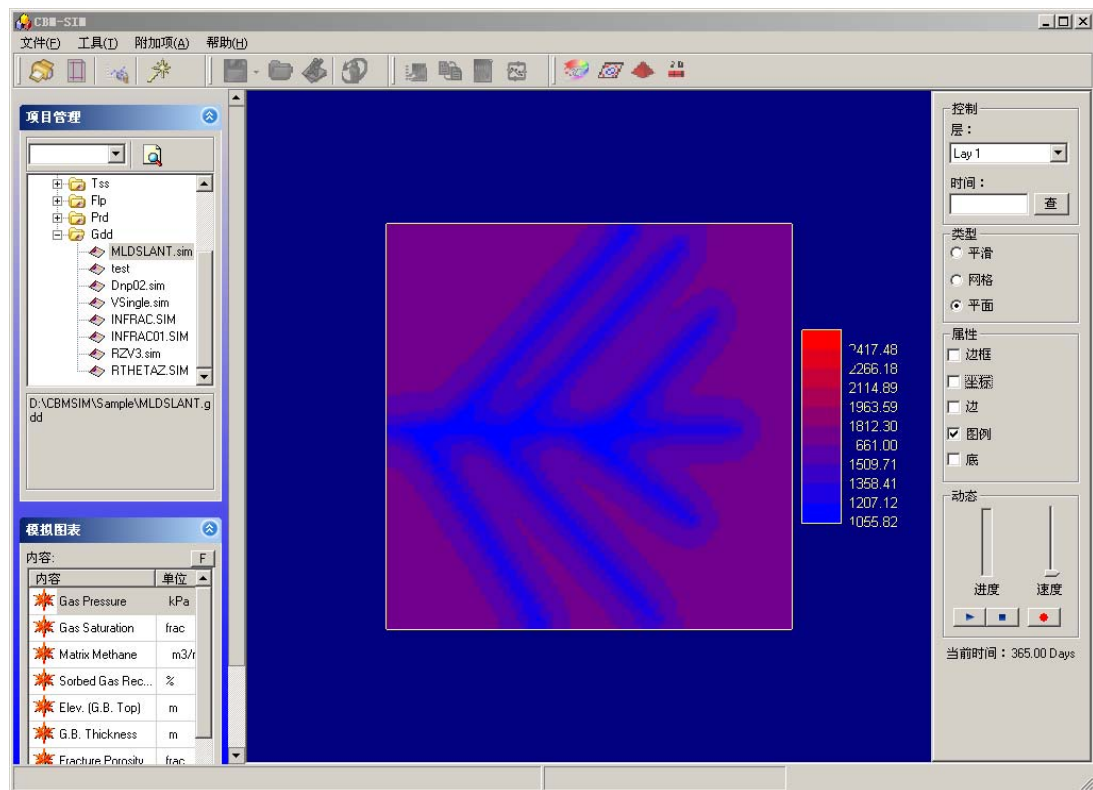 CBM-SIM
文件(F) 工具(T) 附加项(A) 帮助(H)
项目管理
Tss
Flp
Prd
Gdd
MLDSLANT.sim
test
Dnp02.sim
VSingle.sim
INFRAC.SIM
INFRAC01.SIM
RZV3.sim
RTHETAZ.SIM
D:\CBMSIM\Sample\MLDSLANT.g
dd
模拟图表
内容: F
内容 单位
Gas Pressure kPa
Gas Saturation frac
Matrix Methane m3/r
Sorbed Gas Rec... %
Elev. (G.B. Top) m
G.B. Thickness m
Fracture Porosity frac
2417.48
2266.18
2114.89
1963.59
1812.30
661.00
1509.71
1358.41
1207.12
1055.82
控制
层：
Lay 1
时间：
查
类型
平滑
网格
平面
属性
边框
坐标
边
图例
底
动态
进度 速度
当前时间：365.00 Days